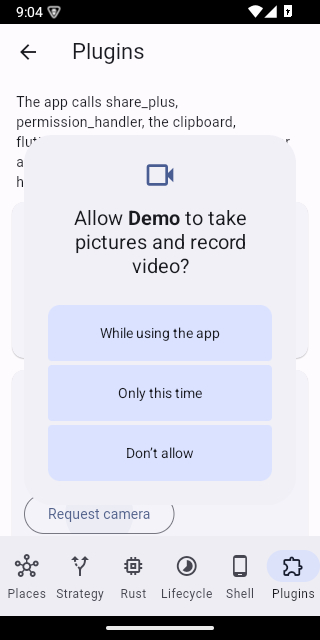 9:04
Plugins
The app calls share_plus,
permission_handler, the clipboard,
Allow Demo to take
pictures and record
video?
While using the app
Only this time
Don't allow
Request camera
Places Strategy Rust Lifecycle Shell Plugins